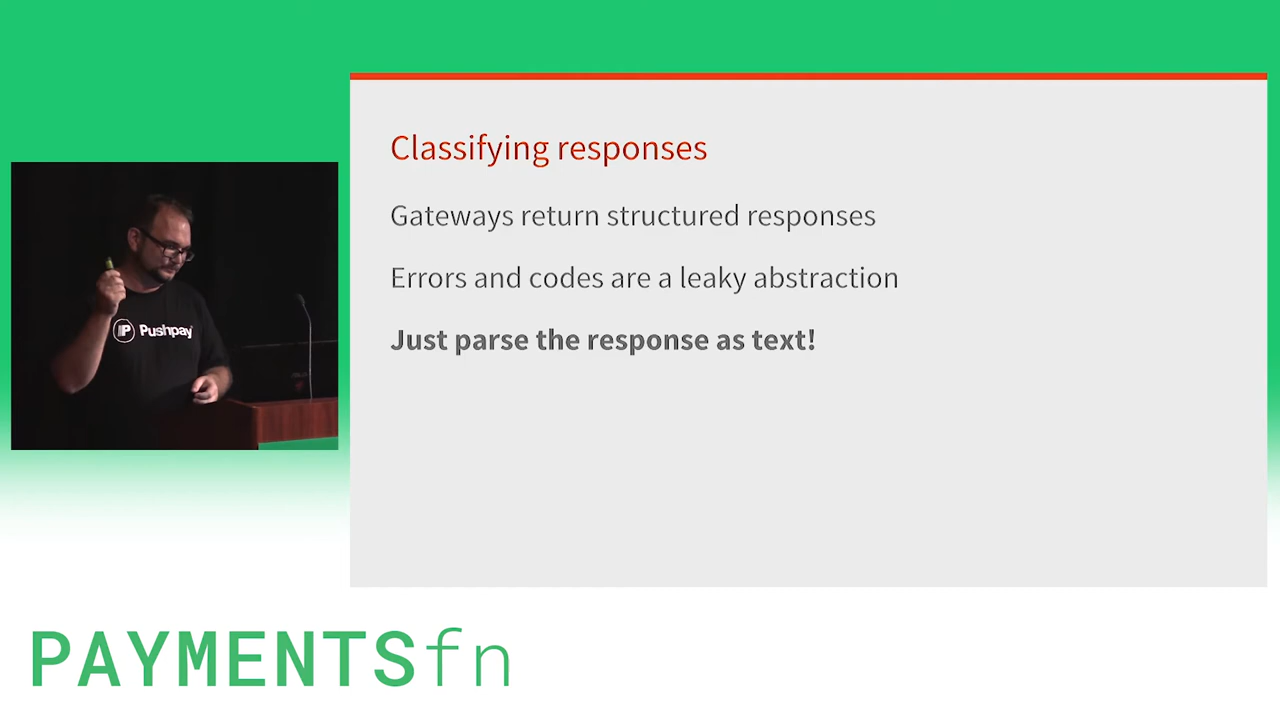 Classifying responses
Gateways return structured responses
Errors and codes are a leaky abstraction
Just parse the response as text!
P Pushpay
PAYMENTSfn